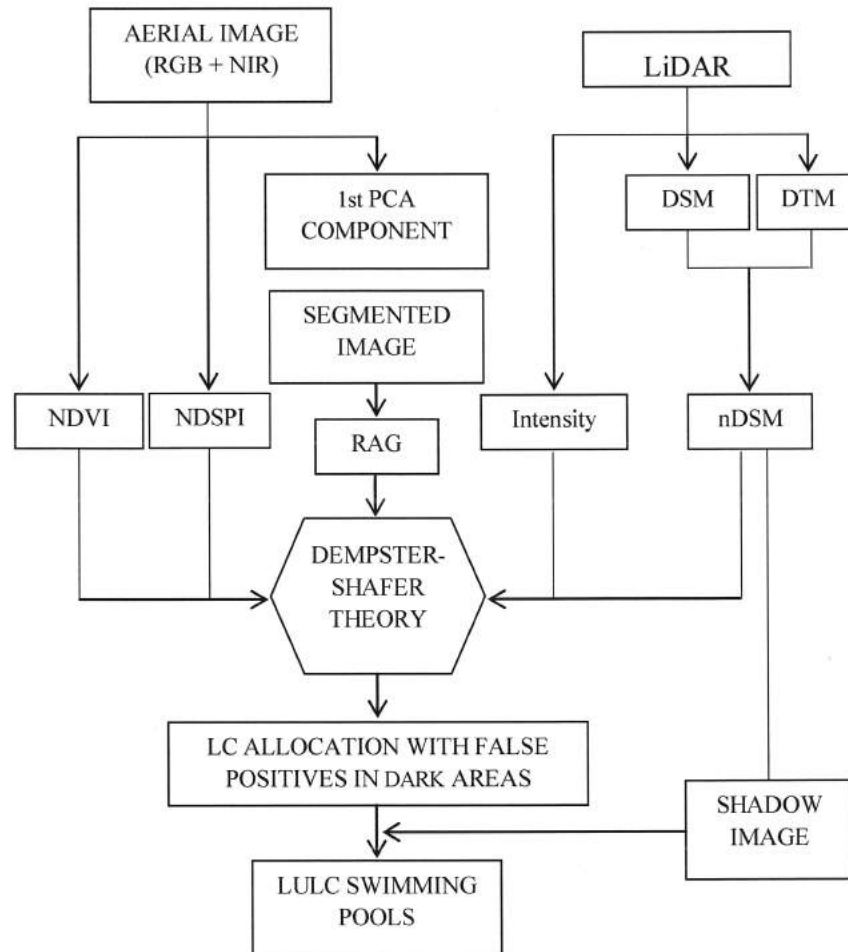 AERIAL IMAGE
(RGB + NIR)
LiDAR
1st PCA
COMPONENT
DSM
DTM
SEGMENTED
IMAGE
NDVI
NDSPI
RAG
Intensity
nDSM
DEMPSTER-
SHAFER
THEORY
LC ALLOCATION WITH FALSE
POSITIVES IN DARK AREAS
SHADOW
IMAGE
LULC SWIMMING
POOLS